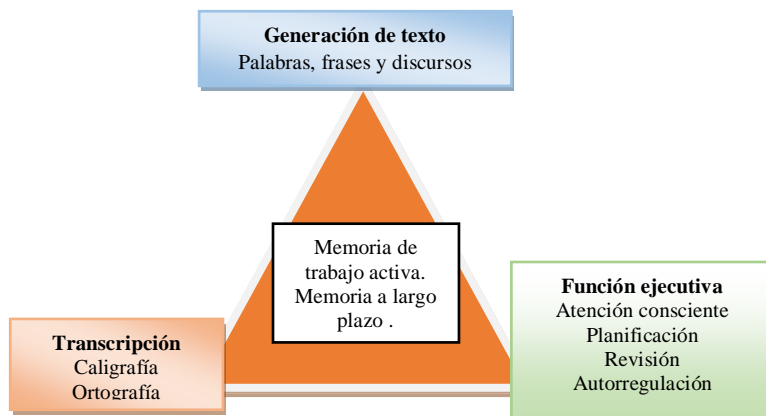 Generación de texto
Palabras, frases y discursos
Memoria de
trabajo activa.
Memoria a largo
plazo .
Función ejecutiva
Atención consciente
Planificación
Revisión
Autorregulación
Transcripción
Caligrafía
Ortografía